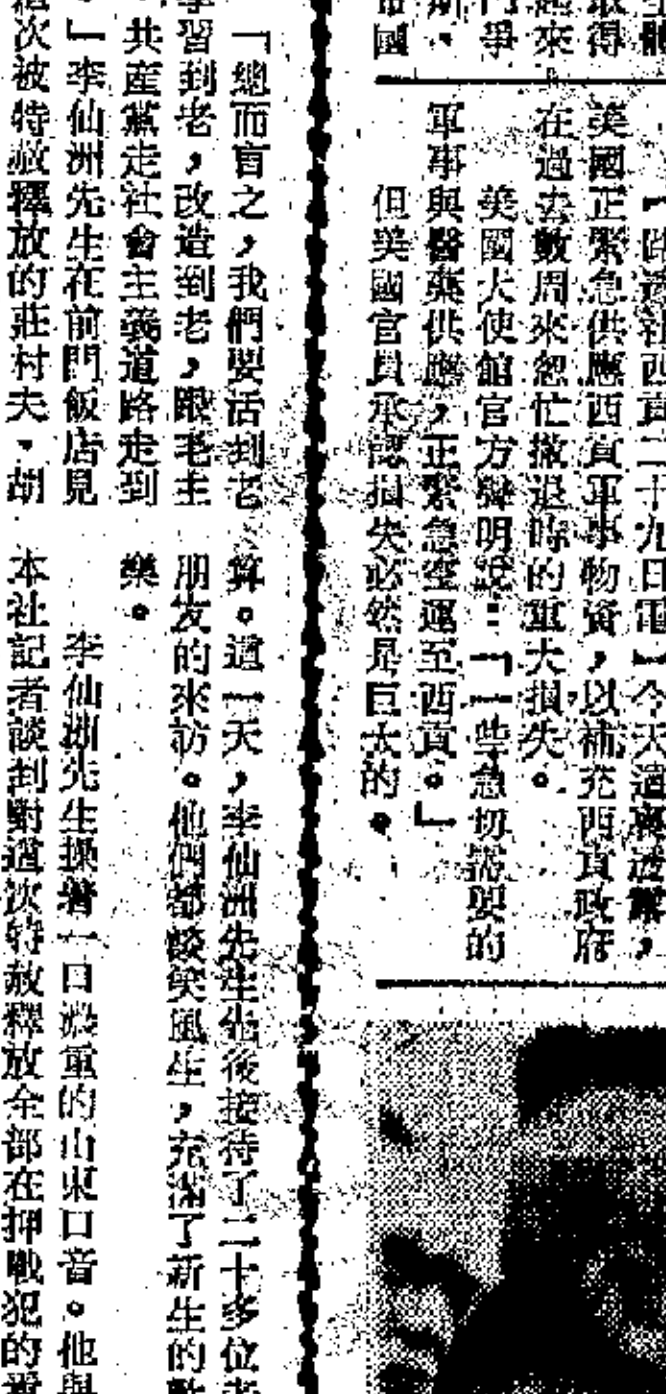 取得
起來
鬥爭
市國
【路透社西貢二十九日電】今天這裏透露，
美國正緊急供應西貢軍事物資，以補充西貢政府
在過去數周來忽忙撤退時的重大損失。
美國大使館官方聲明說：「一些急切需要的
軍事與醫藥供應，正緊急空運至西貢。」
但美國官員承認損失必然是巨大的。
「總而言之，我們要活到老
學習到老，改造到老，跟毛主
共產黨走社會主義道路走到
。」李仙洲先生在前門飯店見
這次被特赦釋放的莊村夫，胡
算。這一天，李仙洲先生先後接待了二十多位老
朋友的來訪。他們都談笑風生，充滿了新生的歡
樂。
李仙洲先生操着一口濃重的山東口音。他與
本社記者談到對這次特赦釋放全部在押戰犯的